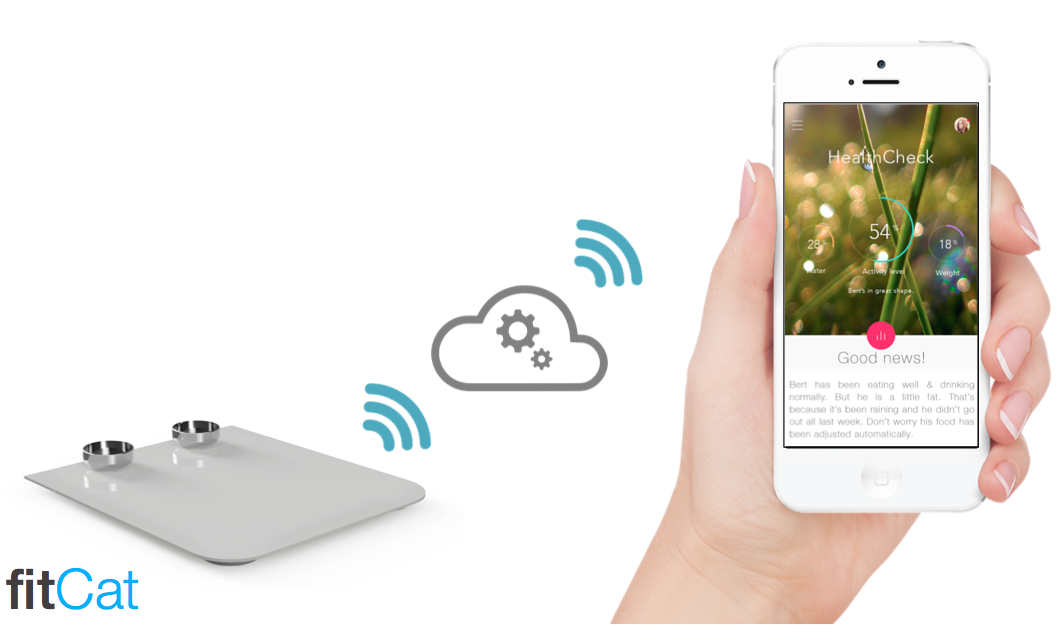 HealthCheck
54%
28%
18%
Water
Activity level
Weight
Bert's in great shape.
Good news!
Bert has been eating well & drinking
normally. But he is a little fat. That's
because it's been raining and he didn't go
out all last week. Don't worry his food has
been adjusted automatically.
fitCat